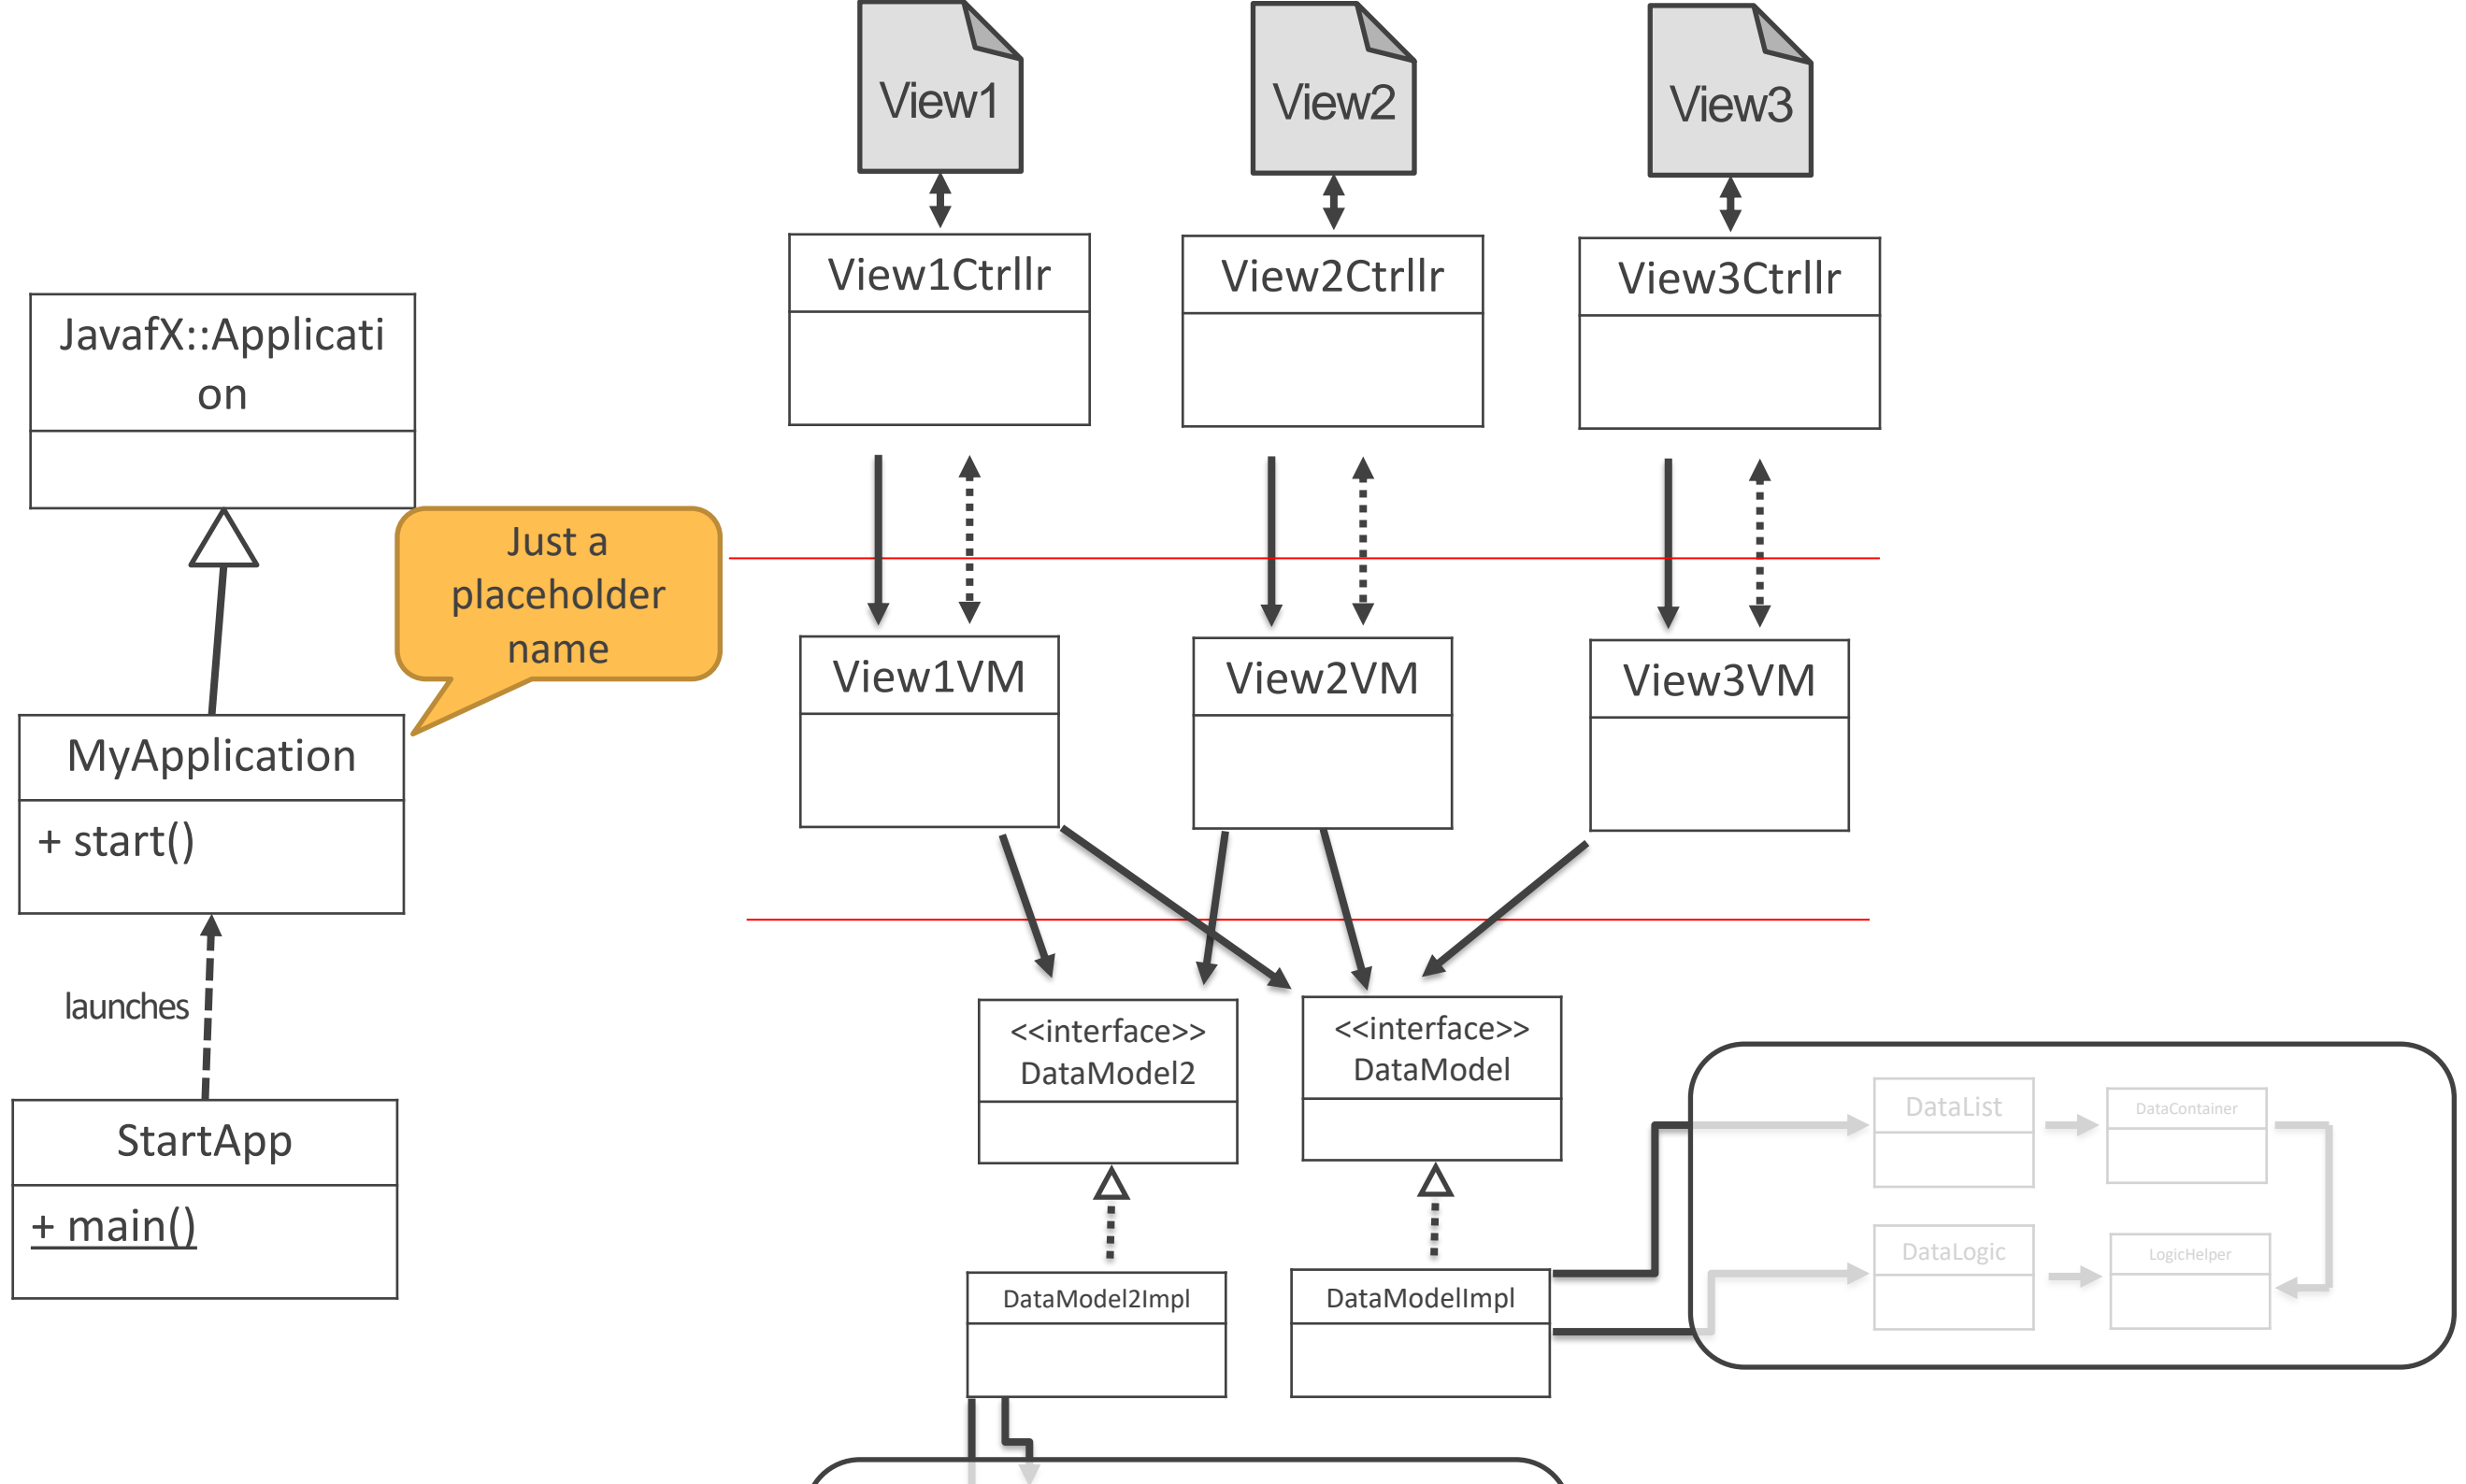 View1
View2
View3
View1Ctrllr
View2Ctrllr
View3Ctrllr
JavafX::Applicati
on
Just a
placeholder
name
View1VM
View2VM
View3VM
MyApplication
+ start()
launches
<<interface>>
DataModel2
<<interface>>
DataModel
DataList
DataContainer
StartApp
+ main()
DataLogic
LogicHelper
DataModel2Impl
DataModelImpl